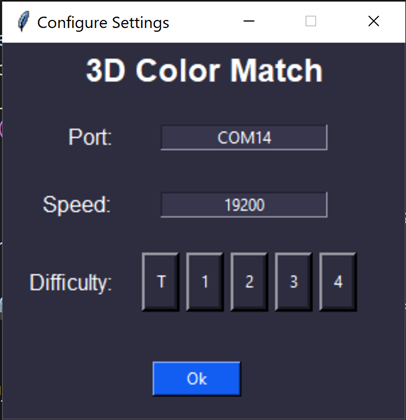 Configure Settings
3D Color Match
Port: COM14
Speed: 19200
Difficulty: T 1 2 3 4
Ok